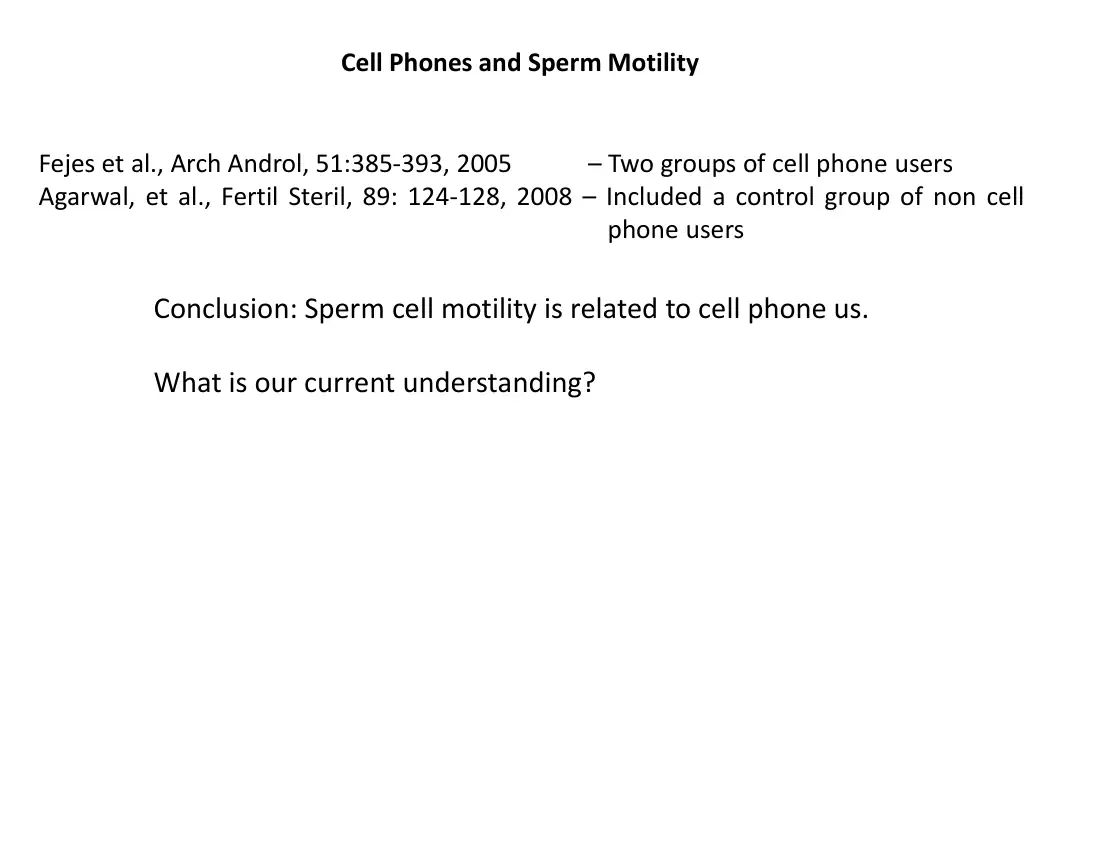 Cell Phones and Sperm Motility
Fejes et al., Arch Androl, 51:385-393, 2005 – Two groups of cell phone users
Agarwal, et al., Fertil Steril, 89: 124-128, 2008 – Included a control group of non cell
phone users
Conclusion: Sperm cell motility is related to cell phone us.
What is our current understanding?